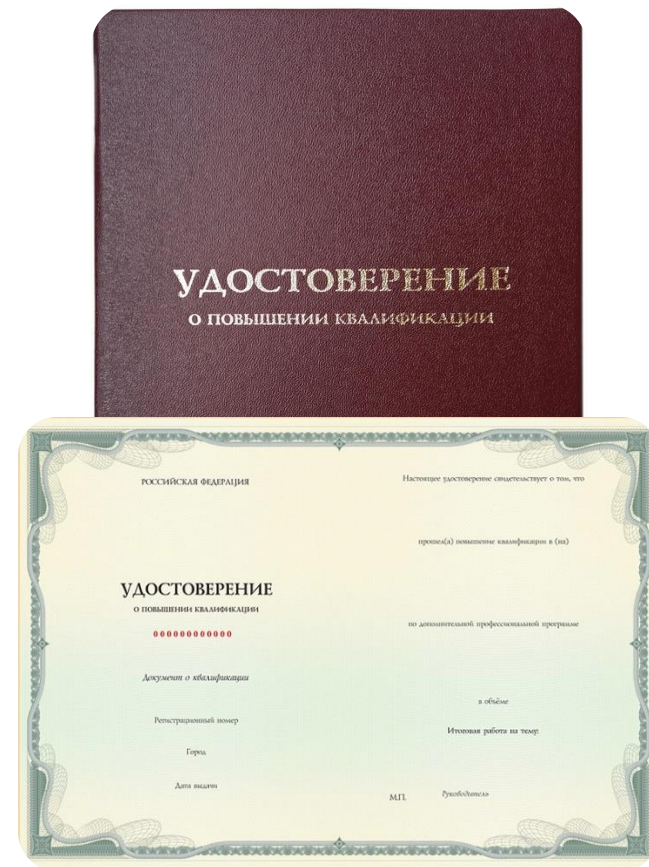 УДОСТОВЕРЕНИЕ
О ПОВЫШЕНИИ КВАЛИФИКАЦИИ
РОССИЙСКАЯ ФЕДЕРАЦИЯ
УДОСТОВЕРЕНИЕ
О ПОВЫШЕНИИ КВАЛИФИКАЦИИ
000000000000
Документ о квалификации
Регистрационный номер
Город
Дата выдачи
Настоящее удостоверение свидетельствует о том, что
прошел(а) повышение квалификации в (на)
по дополнительной профессиональной программе
в объёме
Итоговая работа на тему:
М.П.
Руководитель